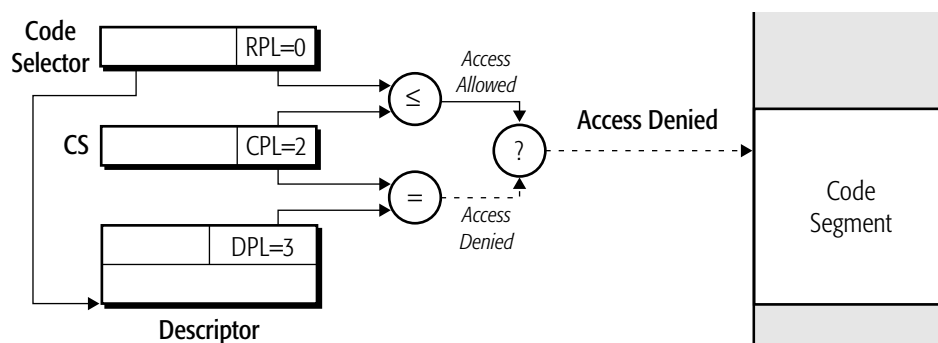 Code
Selector
RPL=0
Access
Allowed
≤
CS
CPL=2
Access Denied
?
=
Access
Denied
DPL=3
Descriptor
Code
Segment